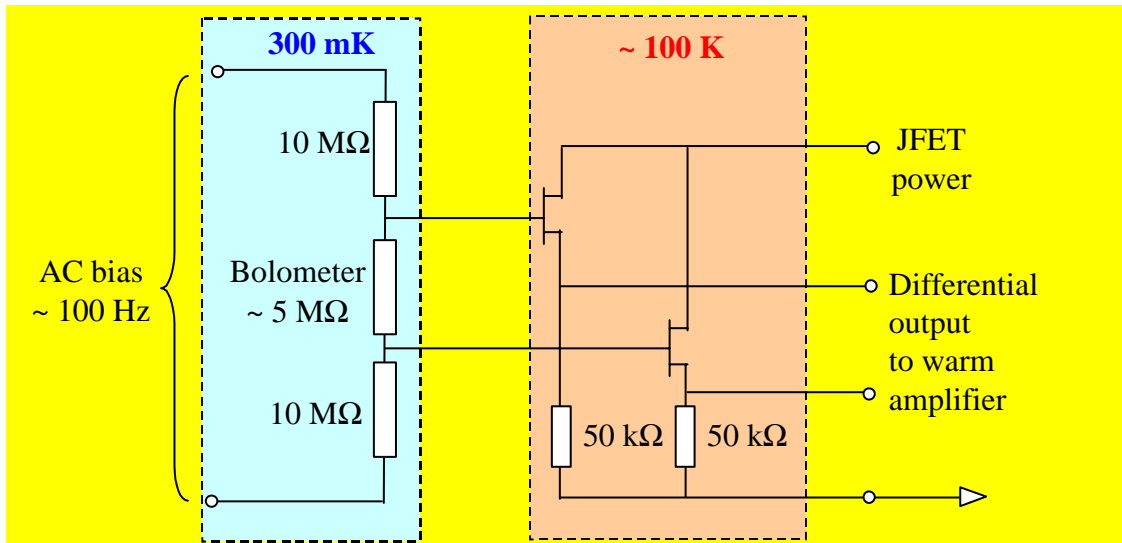 300 mK
~ 100 K
10 MΩ
JFET
power
AC bias
~ 100 Hz
Bolometer
~ 5 MΩ
Differential
output
to warm
amplifier
10 MΩ
50 kΩ
50 kΩ